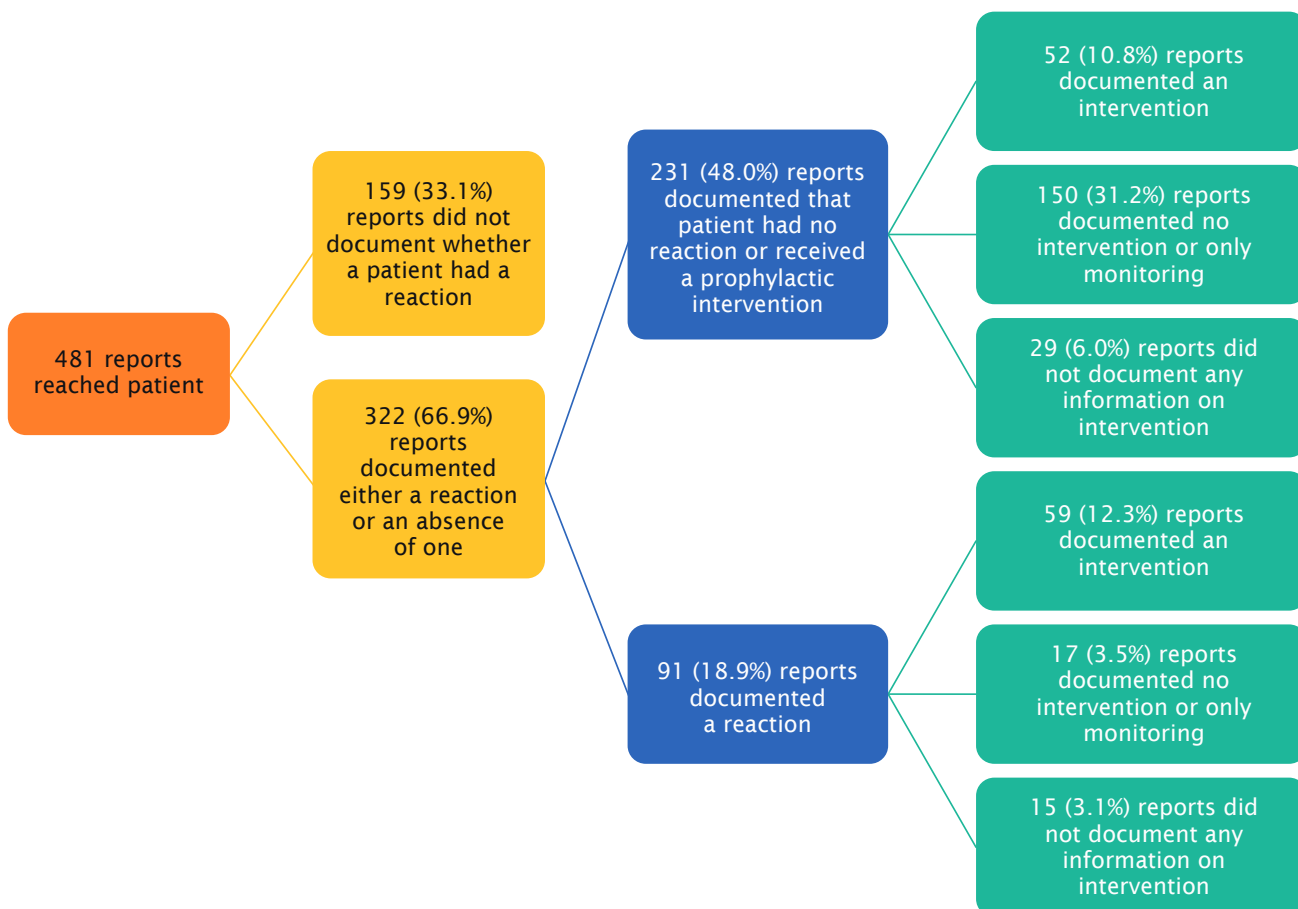 481 reports
reached patient
159 (33.1%)
reports did not
document whether
a patient had a
reaction
322 (66.9%)
reports
documented
either a reaction
or an absence
of one
231 (48.0%) reports
documented that
patient had no
reaction or received
a prophylactic
intervention
91 (18.9%) reports
documented
a reaction
52 (10.8%) reports
documented an
intervention
150 (31.2%) reports
documented no
intervention or only
monitoring
29 (6.0%) reports did
not document any
information on
intervention
59 (12.3%) reports
documented an
intervention
17 (3.5%) reports
documented no
intervention or only
monitoring
15 (3.1%) reports did
not document any
information on
intervention